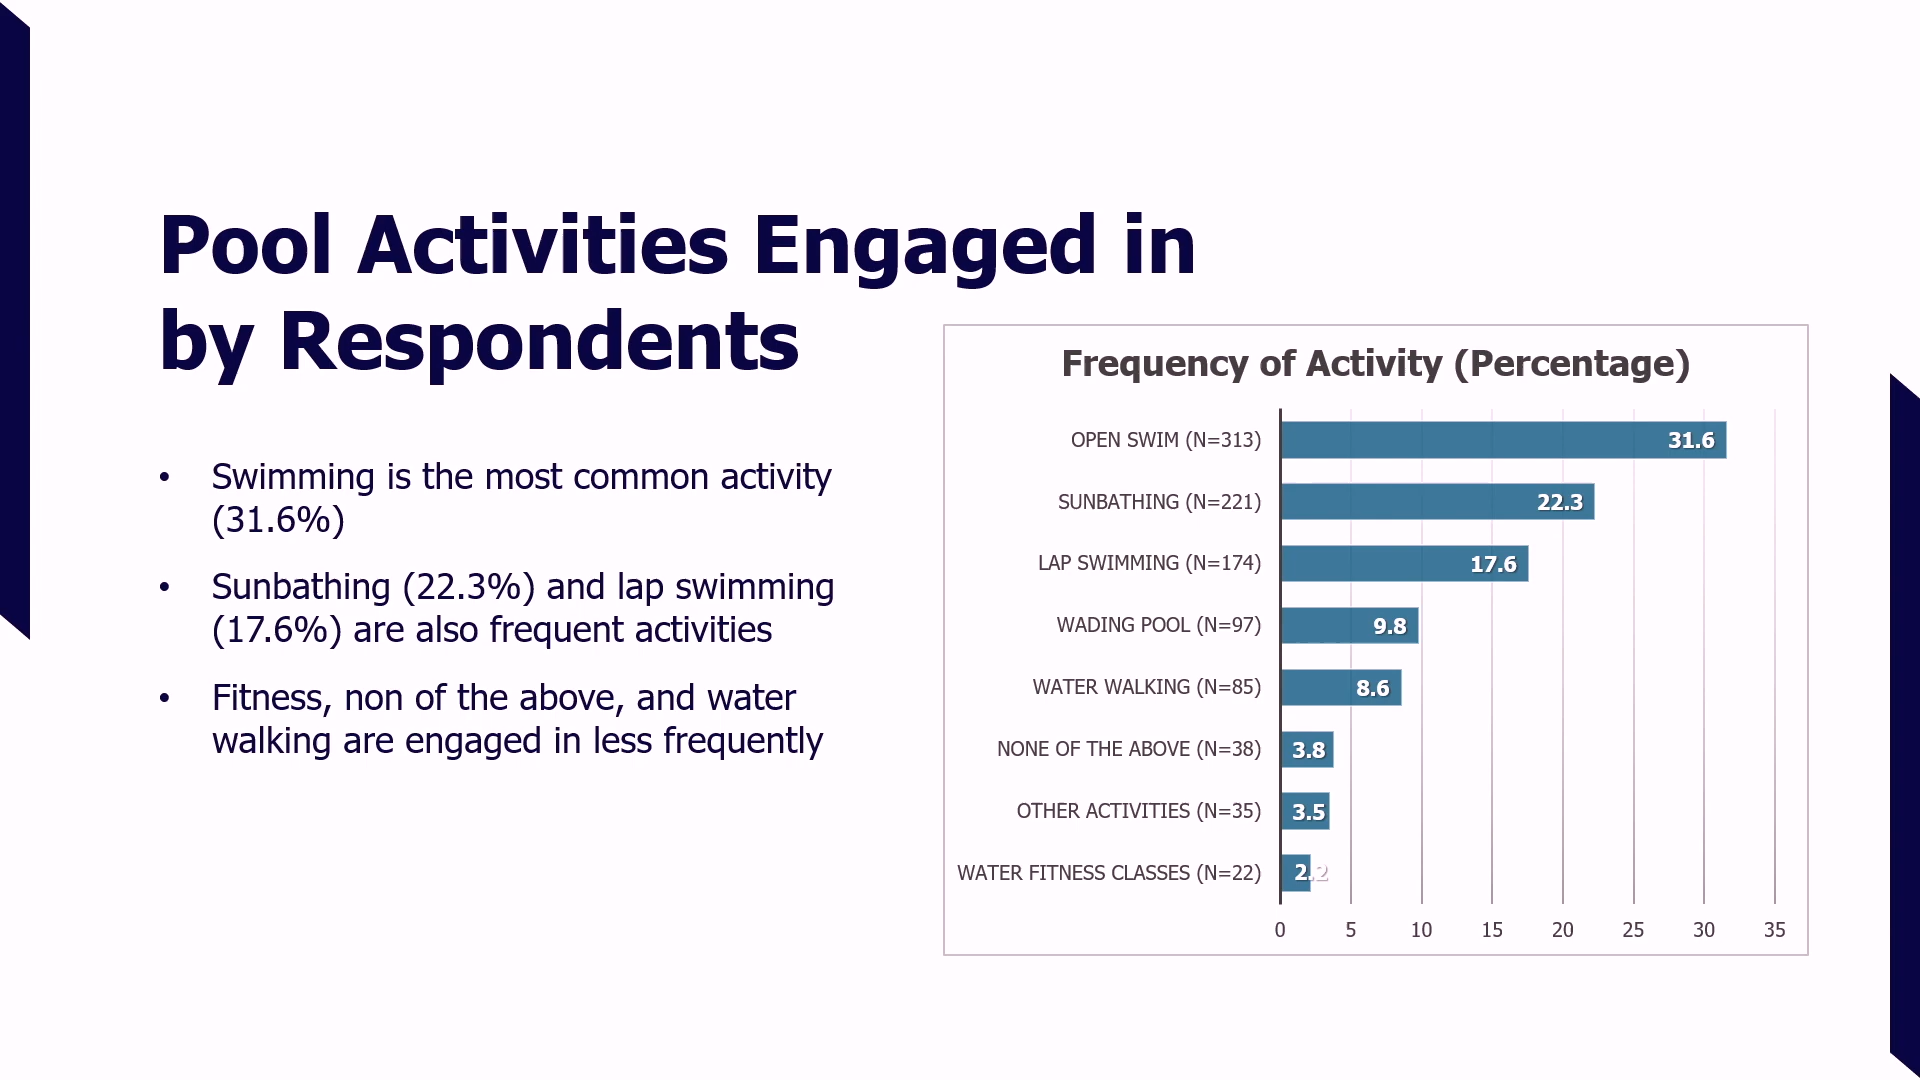 Pool Activities Engaged in
by Respondents
• Swimming is the most common activity
(31.6%)
• Sunbathing (22.3%) and lap swimming
(17.6%) are also frequent activities
• Fitness, non of the above, and water
walking are engaged in less frequently
Frequency of Activity (Percentage)
OPEN SWIM (N=313) 31.6
SUNBATHING (N=221) 22.3
LAP SWIMMING (N=174) 17.6
WADING POOL (N=97) 9.8
WATER WALKING (N=85) 8.6
NONE OF THE ABOVE (N=38) 3.8
OTHER ACTIVITIES (N=35) 3.5
WATER FITNESS CLASSES (N=22) 2.2
0 5 10 15 20 25 30 35